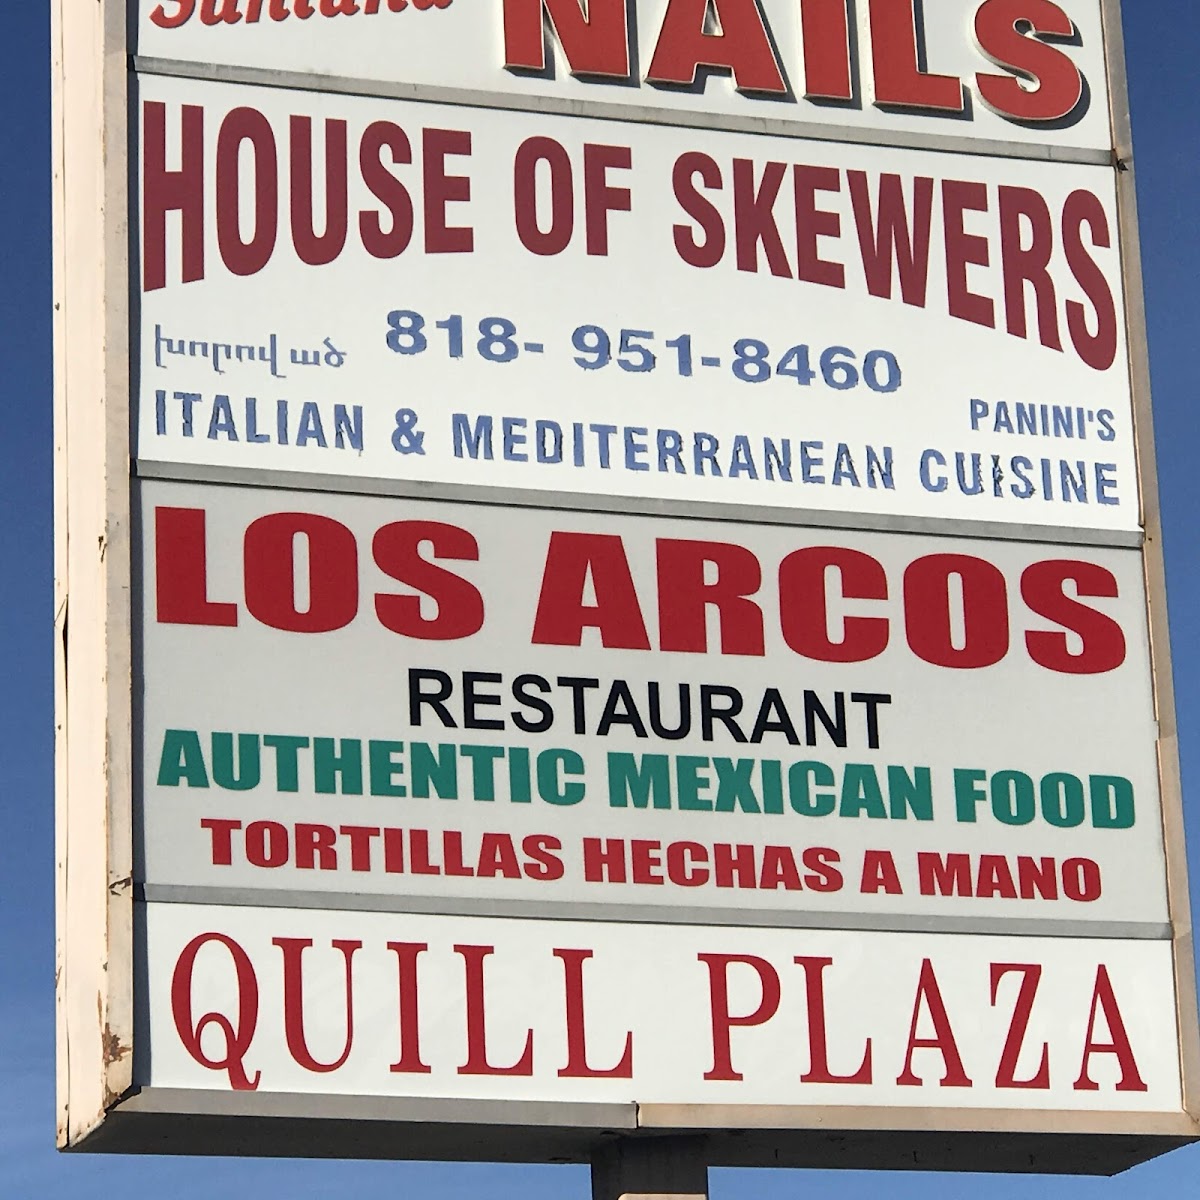 Sunland NAILS
HOUSE OF SKEWERS
խորոված 818-951-8460
PANINI'S
ITALIAN & MEDITERRANEAN CUISINE
LOS ARCOS
RESTAURANT
AUTHENTIC MEXICAN FOOD
TORTILLAS HECHAS A MANO
QUILL PLAZA